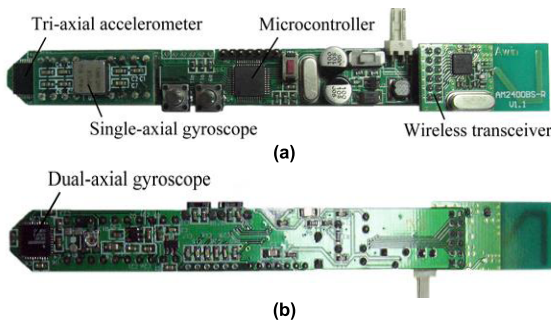 Tri-axial accelerometer
Microcontroller
Single-axial gyroscope
Wireless transceiver
AM2400BS-R
V1.1
(a)
Dual-axial gyroscope
(b)